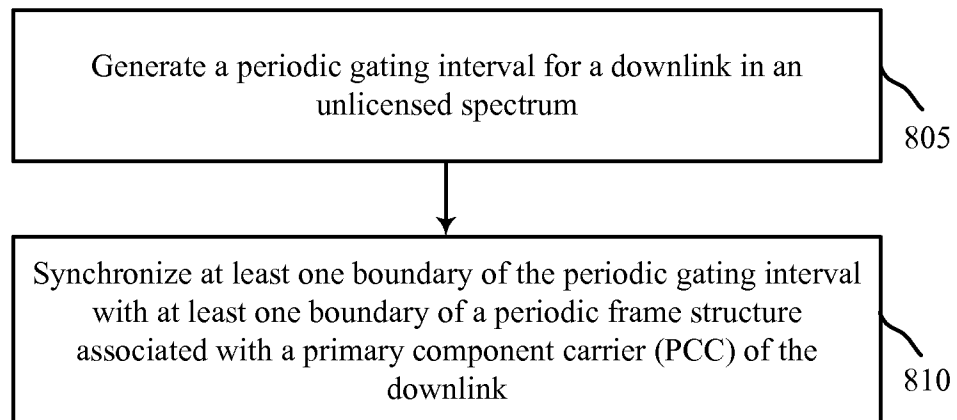 Generate a periodic gating interval for a downlink in an
unlicensed spectrum
805
Synchronize at least one boundary of the periodic gating interval
with at least one boundary of a periodic frame structure
associated with a primary component carrier (PCC) of the
downlink
810